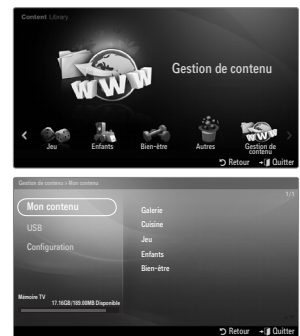 Content Library
Gestion de contenu
WWW
Jeu
Enfants
Bien-être
Autres
Gestion de
contenu
Retour
Quitter
Gestion de contenu > Mon contenu
1/1
Mon contenu
USB
Configuration
Galerie
Cuisine
Jeu
Enfants
Bien-être
Mémoire TV
17.16GB/189.00MB Disponible
Retour
Quitter